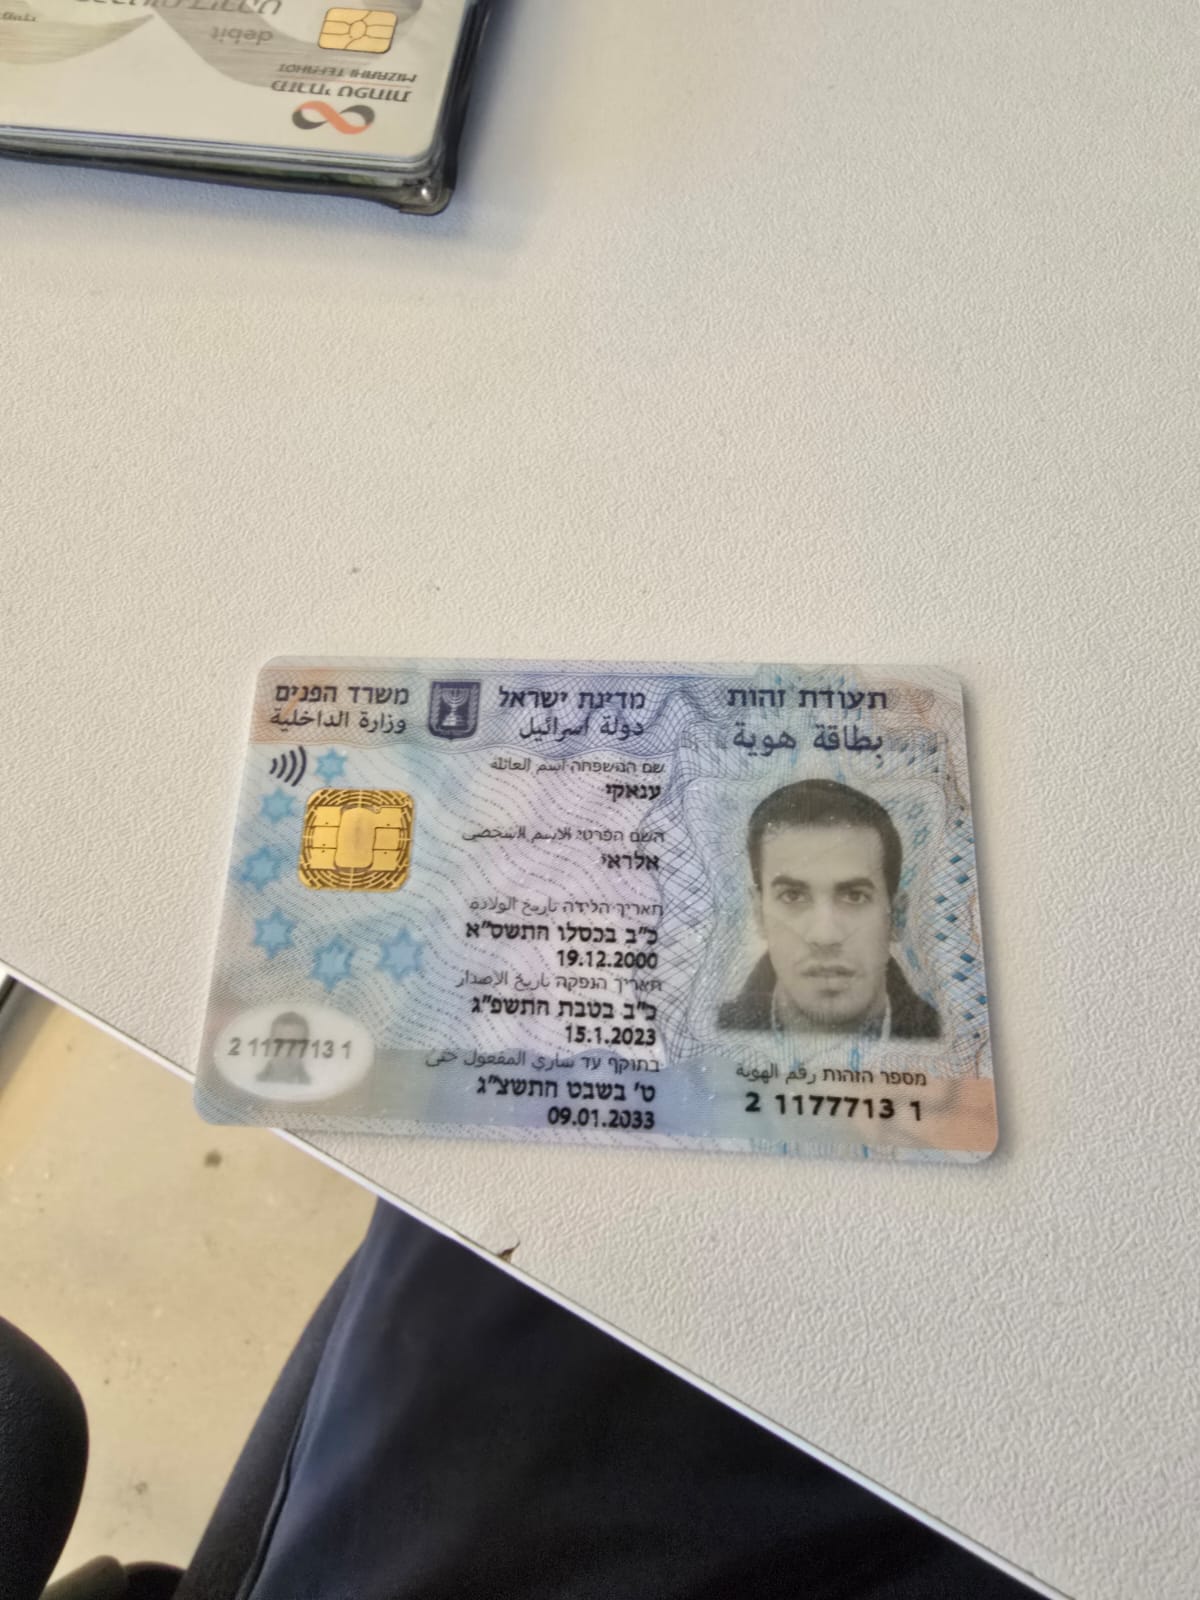 debit
מזרחי טפחות
MIZRAHI TEFAHOT
תעודת זהות
بطاقة هوية
מדינת ישראל
دولة اسرائيل
משרד הפנים
وزارة الداخلية
שם המשפחה اسم العائلة
ענאקי
השם הפרטי الاسم الشخصي
אלראי
תאריך הלידה تاريخ الولادة
כ"ב בכסלו התשס"א
19.12.2000
תאריך הנפקה تاريخ الاصدار
כ"ב בטבת התשפ"ג
15.1.2023
בתוקף עד ساري المفعول حتى
ט' בשבט התשצ"ג
09.01.2033
מספר הזהות رقم الهوية
2 1177713 1
2 1177713 1